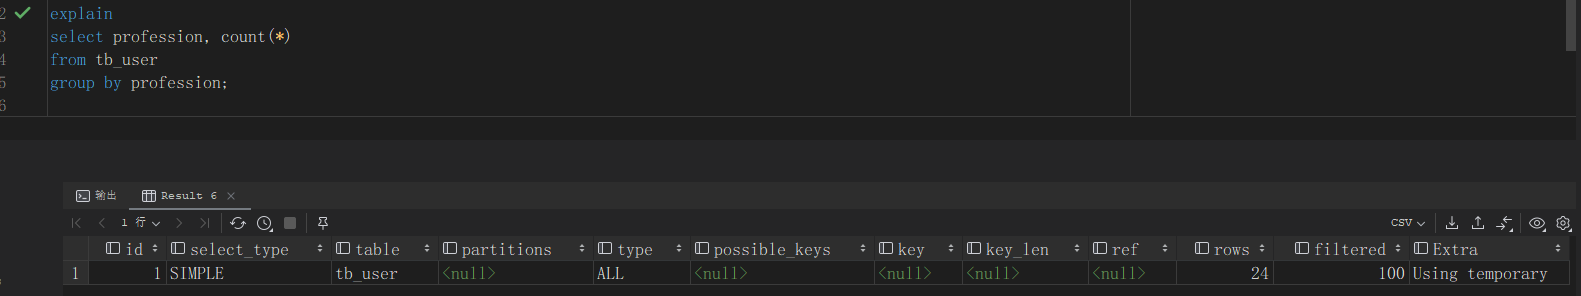 2 explain
3 select profession, count(*)
4 from tb_user
5 group by profession;
6
输出 Result 6
1 行 CSV
id select_type table partitions type possible_keys key key_len ref rows filtered Extra
1 1 SIMPLE tb_user <null> ALL <null> <null> <null> <null> 24 100 Using temporary